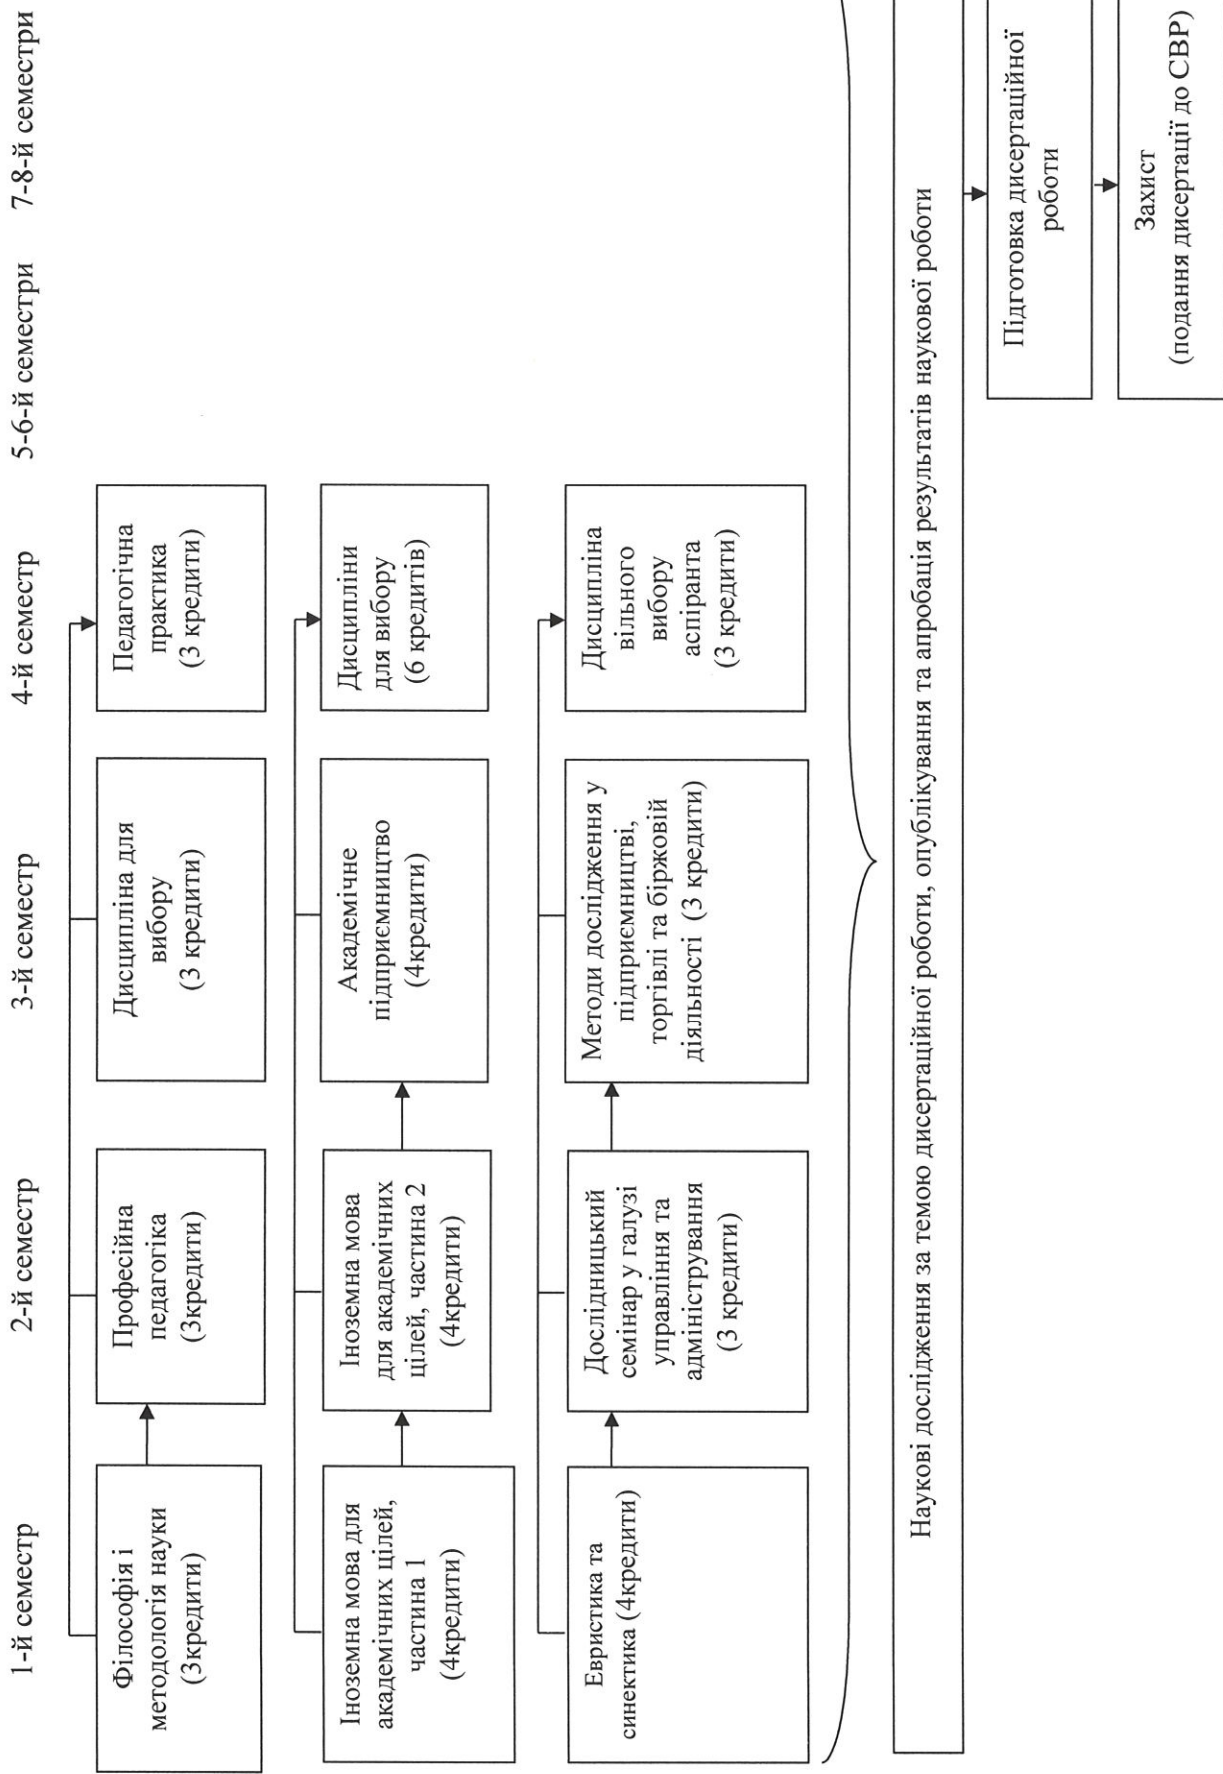 1-й семестр
2-й семестр
3-й семестр
4-й семестр
5-6-й семестри
7-8-й семестри
Філософія і
методологія науки
(3кредити)
Професійна
педагогіка
(3кредити)
Дисципліна для
вибору
(3 кредити)
Педагогічна
практика
(3 кредити)
Іноземна мова для
академічних цілей,
частина 1
(4кредити)
Іноземна мова
для академічних
цілей, частина 2
(4кредити)
Академічне
підприємництво
(4кредити)
Дисципліни
для вибору
(6 кредитів)
Евристика та
синектика (4кредити)
Дослідницький
семінар у галузі
управління та
адміністрування
(3 кредити)
Методи дослідження у
підприємництві,
торгівлі та біржовій
діяльності (3 кредити)
Дисципліна
вільного
вибору
аспіранта
(3 кредити)
Наукові дослідження за темою дисертаційної роботи, опублікування та апробація результатів наукової роботи
Підготовка дисертаційної
роботи
Захист
(подання дисертації до СВР)